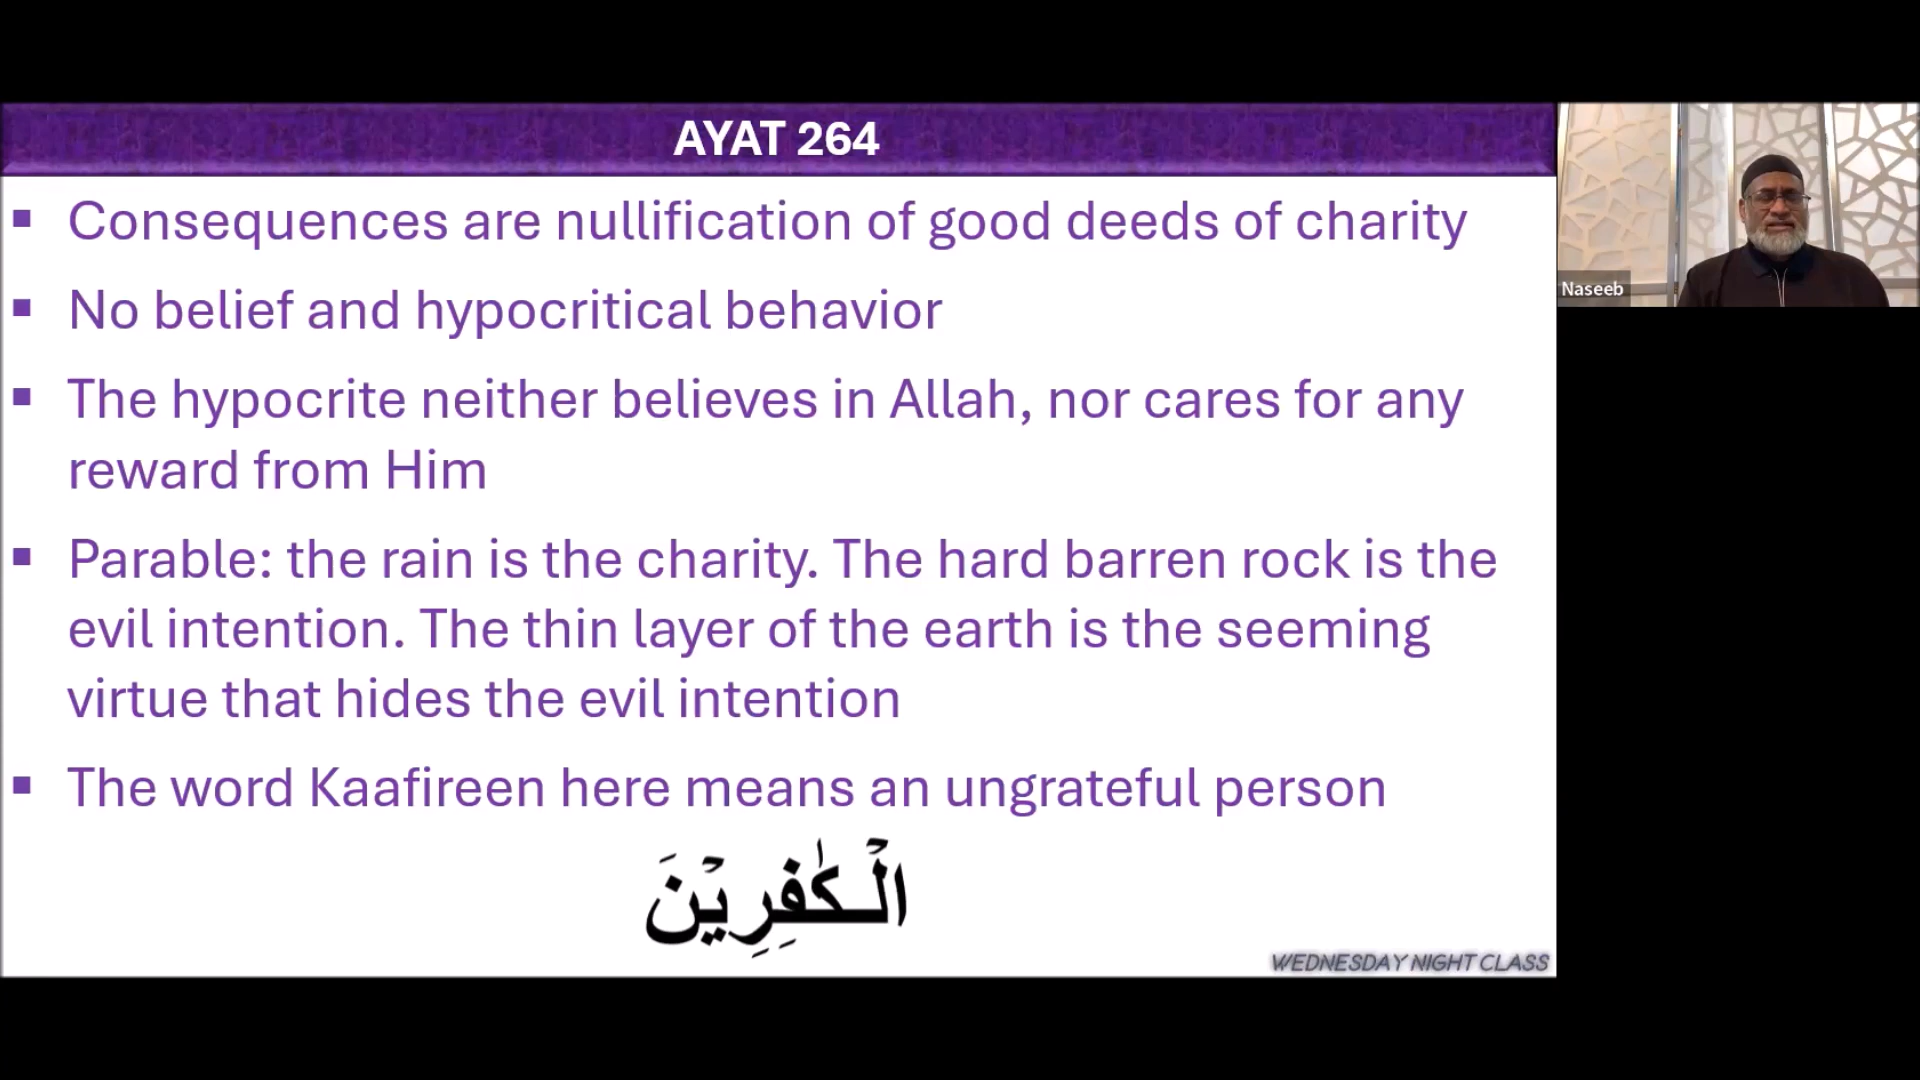 AYAT 264
▪ Consequences are nullification of good deeds of charity
▪ No belief and hypocritical behavior
▪ The hypocrite neither believes in Allah, nor cares for any
reward from Him
▪ Parable: the rain is the charity. The hard barren rock is the
evil intention. The thin layer of the earth is the seeming
virtue that hides the evil intention
▪ The word Kaafireen here means an ungrateful person
الْـكٰفِرِيْنَ
WEDNESDAY NIGHT CLASS
Naseeb